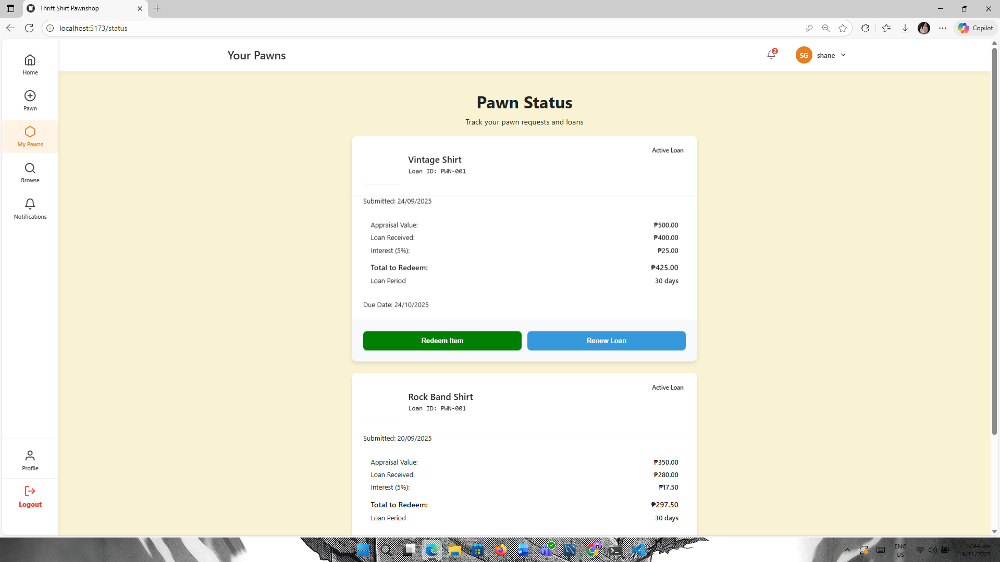 Thrift Shirt Pawnshop
localhost:5173/status
Copilot
Your Pawns
2
SG
shane
Home
Pawn
My Pawns
Browse
Notifications
Profile
Logout
Pawn Status
Track your pawn requests and loans
Vintage Shirt
Active Loan
Loan ID: PWN-001
Submitted: 24/09/2025
Appraisal Value: ₱500.00
Loan Received: ₱400.00
Interest (5%): ₱25.00
Total to Redeem: ₱425.00
Loan Period 30 days
Due Date: 24/10/2025
Redeem Item Renew Loan
Rock Band Shirt
Active Loan
Loan ID: PWN-001
Submitted: 20/09/2025
Appraisal Value: ₱350.00
Loan Received: ₱280.00
Interest (5%): ₱17.50
Total to Redeem: ₱297.50
Loan Period 30 days
ENG
US
2:44 am
19/11/2025